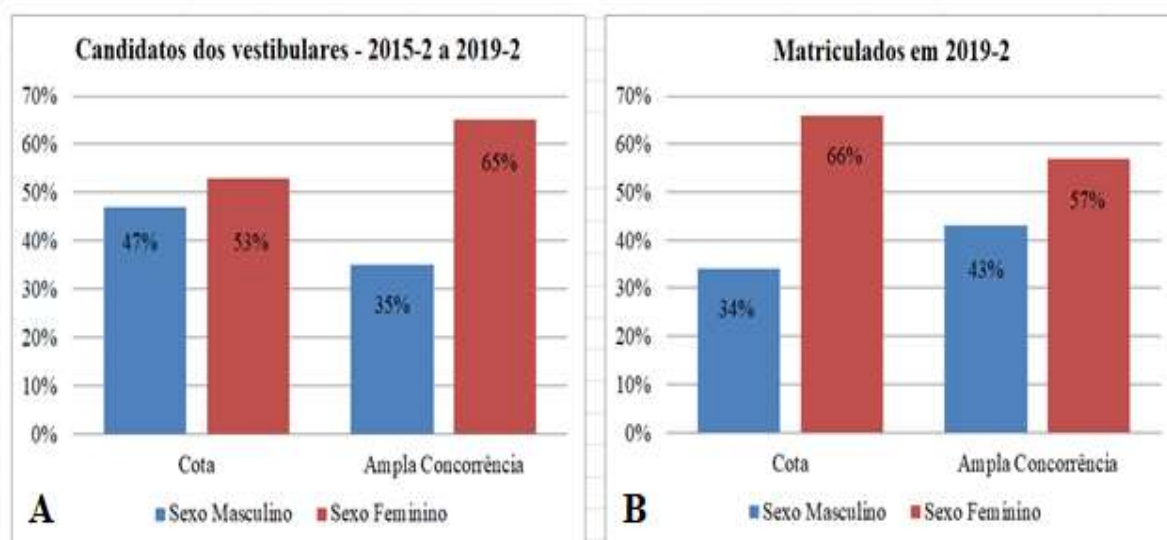 Candidatos dos vestibulares - 2015-2 a 2019-2
70%
60%
50%
40%
30%
20%
10%
0%
47%
53%
35%
65%
Cota
Ampla Concorrência
Sexo Masculino
Sexo Feminino
A
Matriculados em 2019-2
70%
60%
50%
40%
30%
20%
10%
0%
34%
66%
43%
57%
Cota
Ampla Concorrência
Sexo Masculino
Sexo Feminino
B